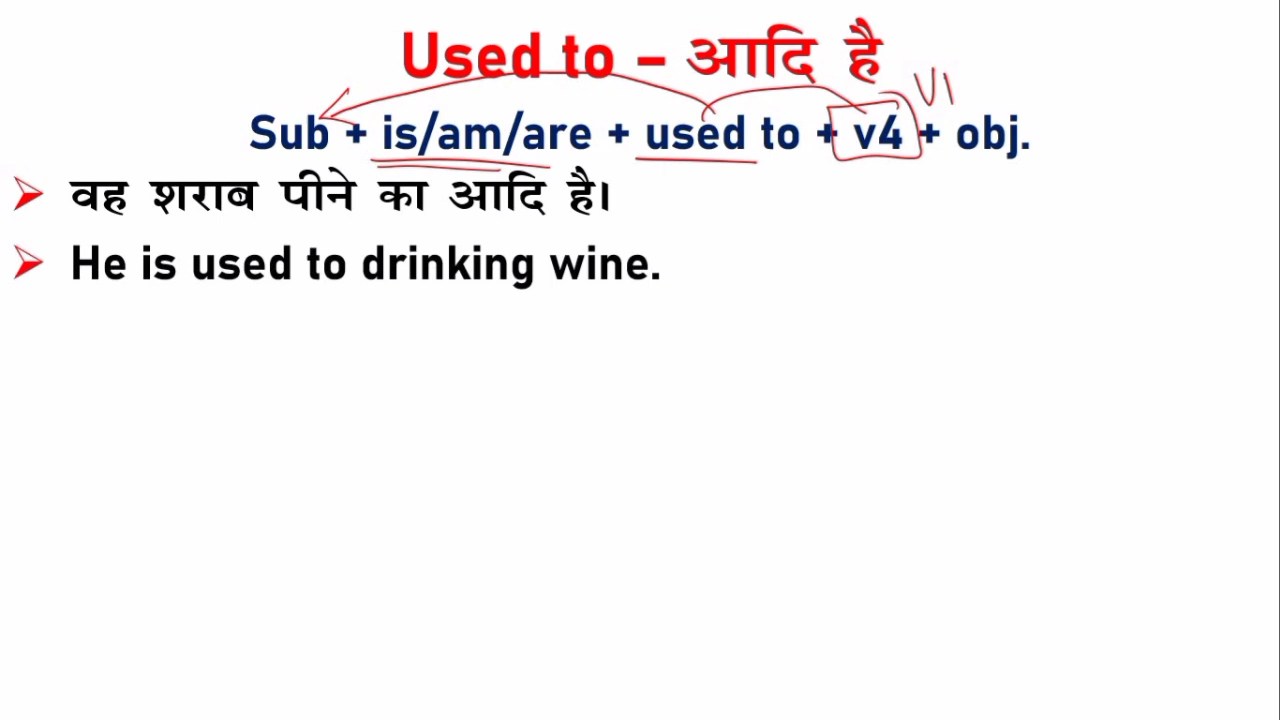 Used to – आदि है
V1
Sub + is/am/are + used to + v4 + obj.
वह शराब पीने का आदि है।
He is used to drinking wine.